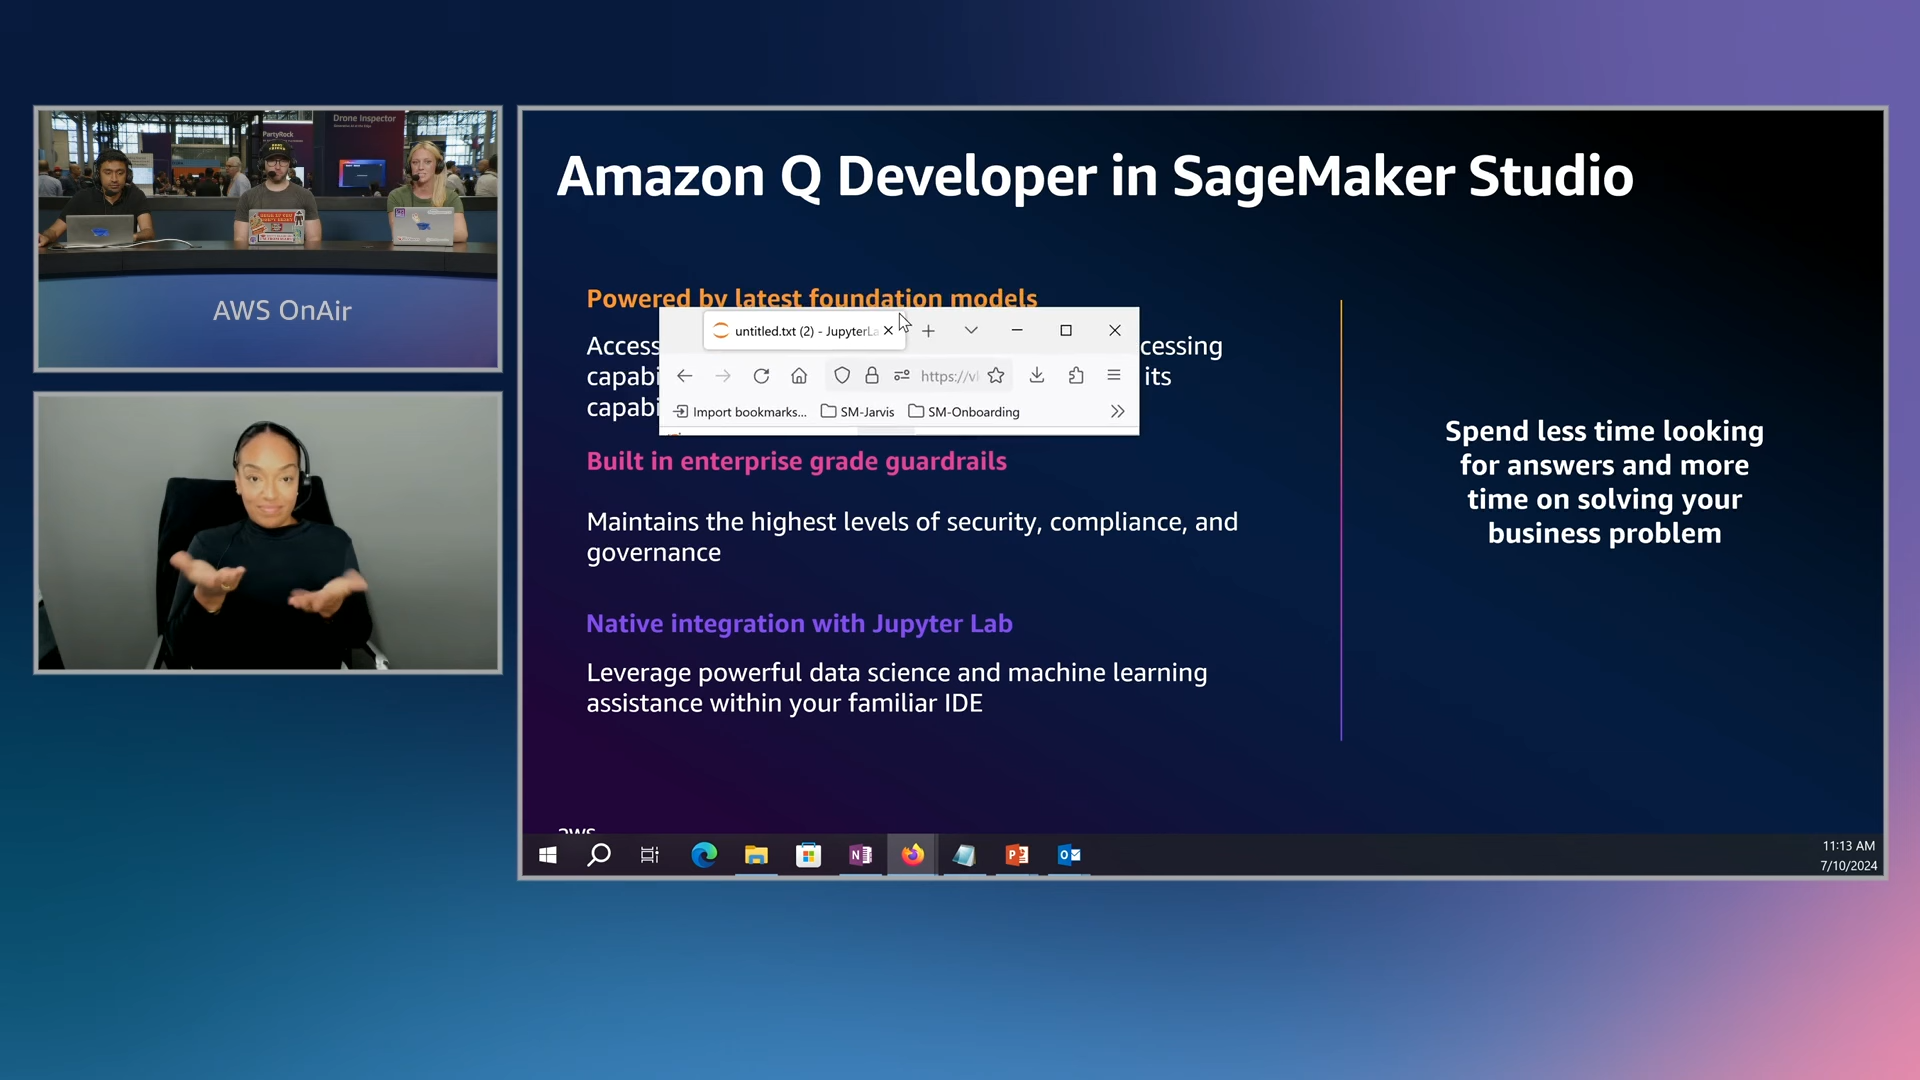 PartyRock
Drone Inspector
AWS OnAir
Amazon Q Developer in SageMaker Studio
Powered by latest foundation models
Access
cessing
capabi
its
capabi
untitled.txt (2) - JupyterLa
https://vl
Import bookmarks...
SM-Jarvis
SM-Onboarding
Built in enterprise grade guardrails
Maintains the highest levels of security, compliance, and
governance
Native integration with Jupyter Lab
Leverage powerful data science and machine learning
assistance within your familiar IDE
Spend less time looking
for answers and more
time on solving your
business problem
aws
11:13 AM
7/10/2024